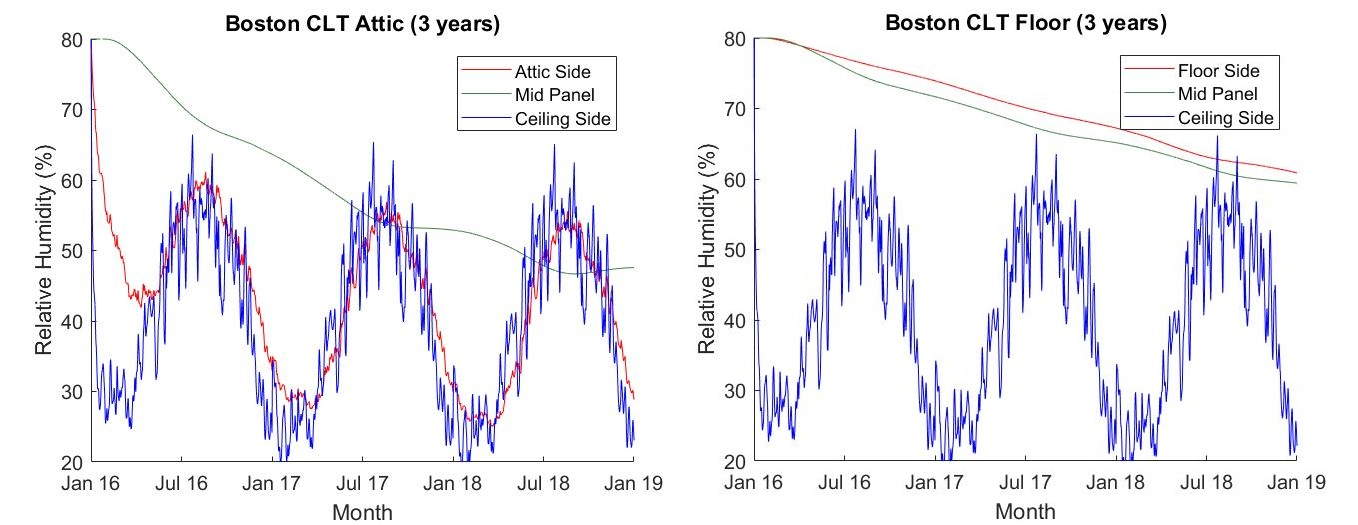 Boston CLT Attic (3 years)
80
70
60
50
40
30
20
Relative Humidity (%)
Attic Side
Mid Panel
Ceiling Side
Jan 16 Jul 16 Jan 17 Jul 17 Jan 18 Jul 18 Jan 19
Month
Boston CLT Floor (3 years)
80
70
60
50
40
30
20
Relative Humidity (%)
Floor Side
Mid Panel
Ceiling Side
Jan 16 Jul 16 Jan 17 Jul 17 Jan 18 Jul 18 Jan 19
Month